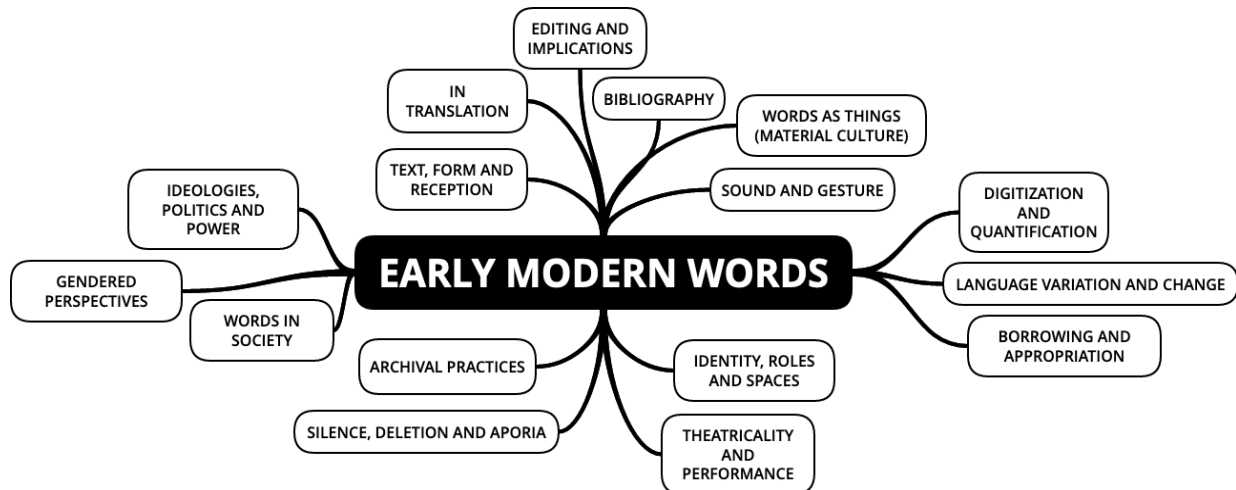 EDITING AND
IMPLICATIONS
IN
TRANSLATION
BIBLIOGRAPHY
WORDS AS THINGS
(MATERIAL CULTURE)
TEXT, FORM AND
RECEPTION
SOUND AND GESTURE
IDEOLOGIES,
POLITICS AND
POWER
DIGITIZATION
AND
QUANTIFICATION
EARLY MODERN WORDS
GENDERED
PERSPECTIVES
LANGUAGE VARIATION AND CHANGE
WORDS IN
SOCIETY
BORROWING AND
APPROPRIATION
ARCHIVAL PRACTICES
IDENTITY, ROLES
AND SPACES
SILENCE, DELETION AND APORIA
THEATRICALITY
AND
PERFORMANCE